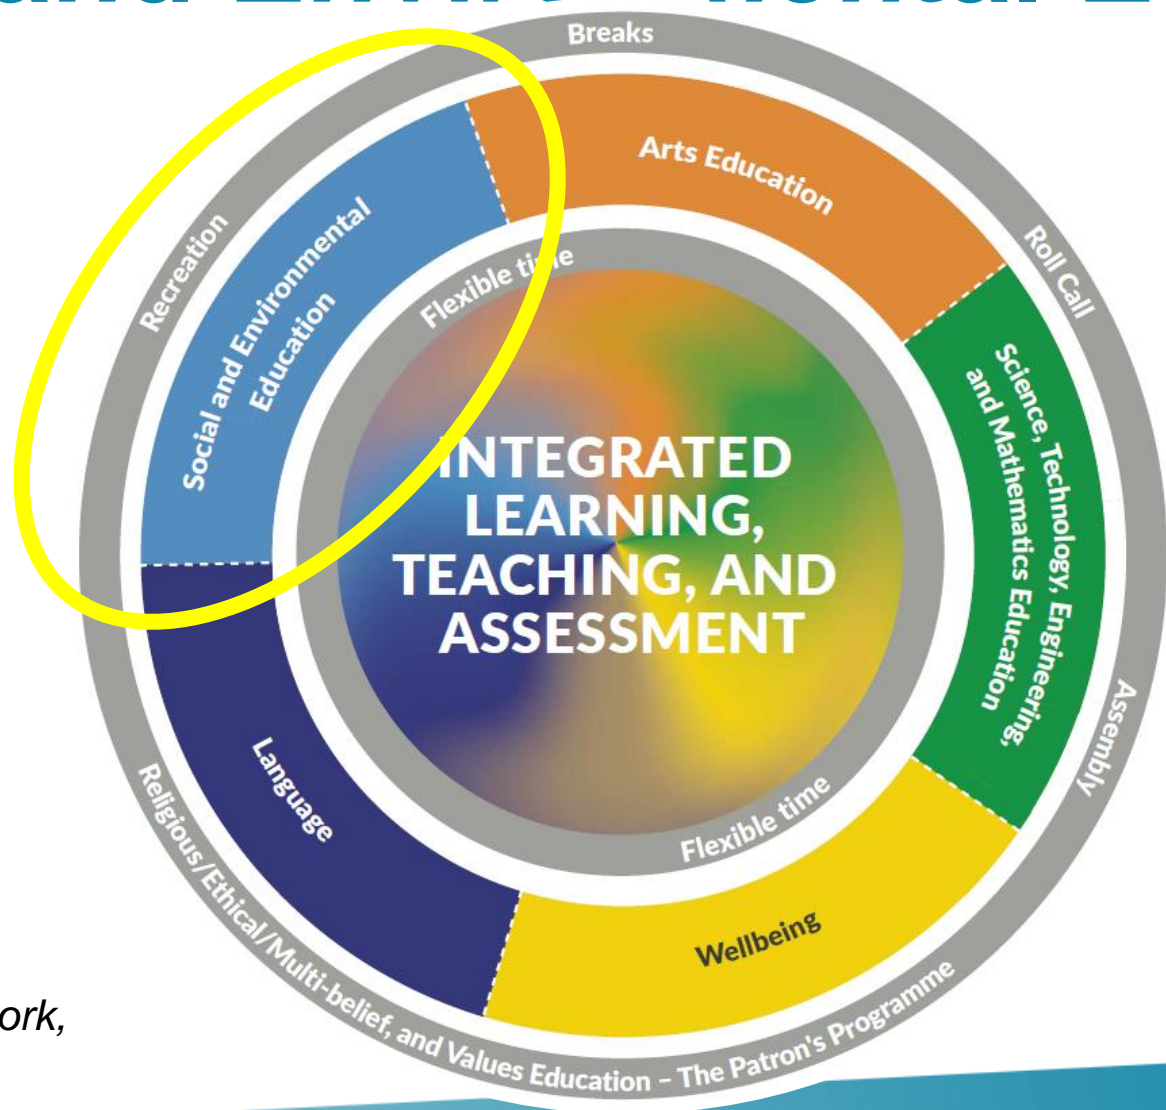 Breaks
Arts Education
Roll Call
Recreation
Social and Environmental
Education
Flexible time
Science, Technology, Engineering,
and Mathematics Education
INTEGRATED
LEARNING,
TEACHING, AND
ASSESSMENT
Assembly
Language
Flexible time
Wellbeing
Religious/Ethical/Multi-belief, and Values Education – The Patron's Programme